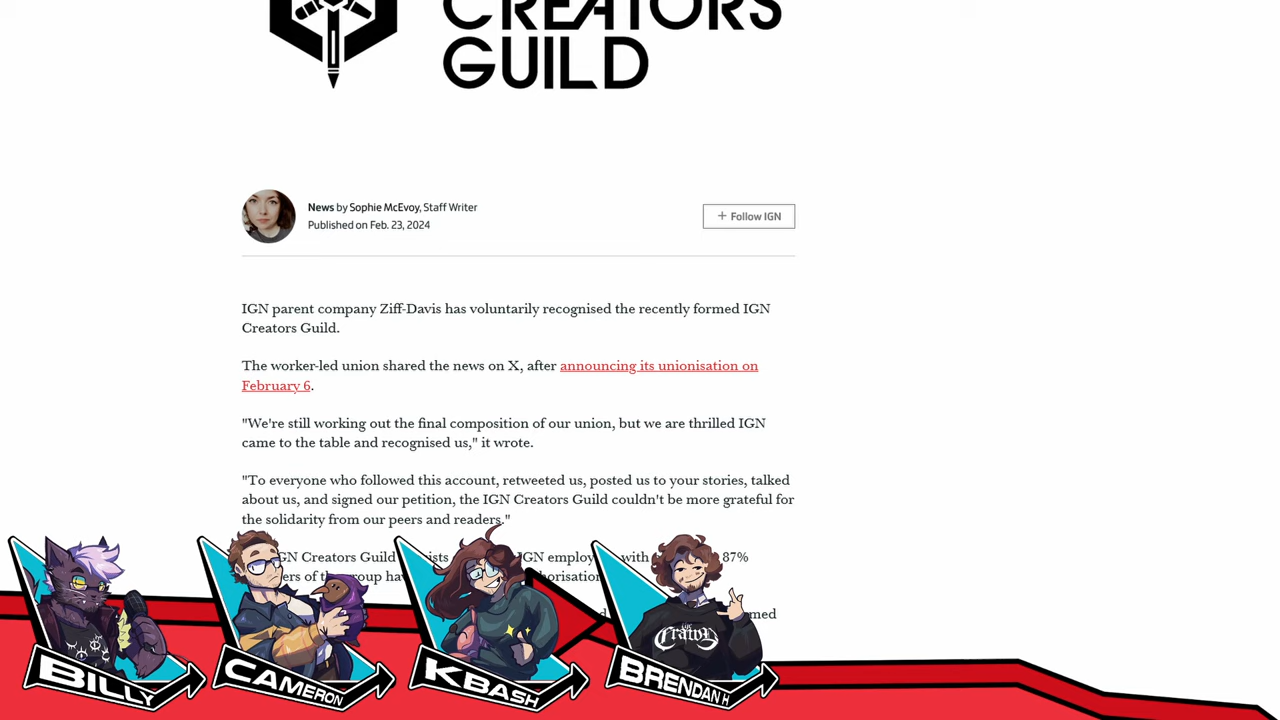 CREATORS
GUILD
News by Sophie McEvoy, Staff Writer
Published on Feb. 23, 2024
+ Follow IGN
IGN parent company Ziff-Davis has voluntarily recognised the recently formed IGN
Creators Guild.
The worker-led union shared the news on X, after announcing its unionisation on
February 6.
"We're still working out the final composition of our union, but we are thrilled IGN
came to the table and recognised us," it wrote.
"To everyone who followed this account, retweeted us, posted us to your stories, talked
about us, and signed our petition, the IGN Creators Guild couldn't be more grateful for
the solidarity from our peers and readers."
GN Creators Guild IGN with 87%
of group
BILLY
CAMERON
KBASH
BRENDAN H